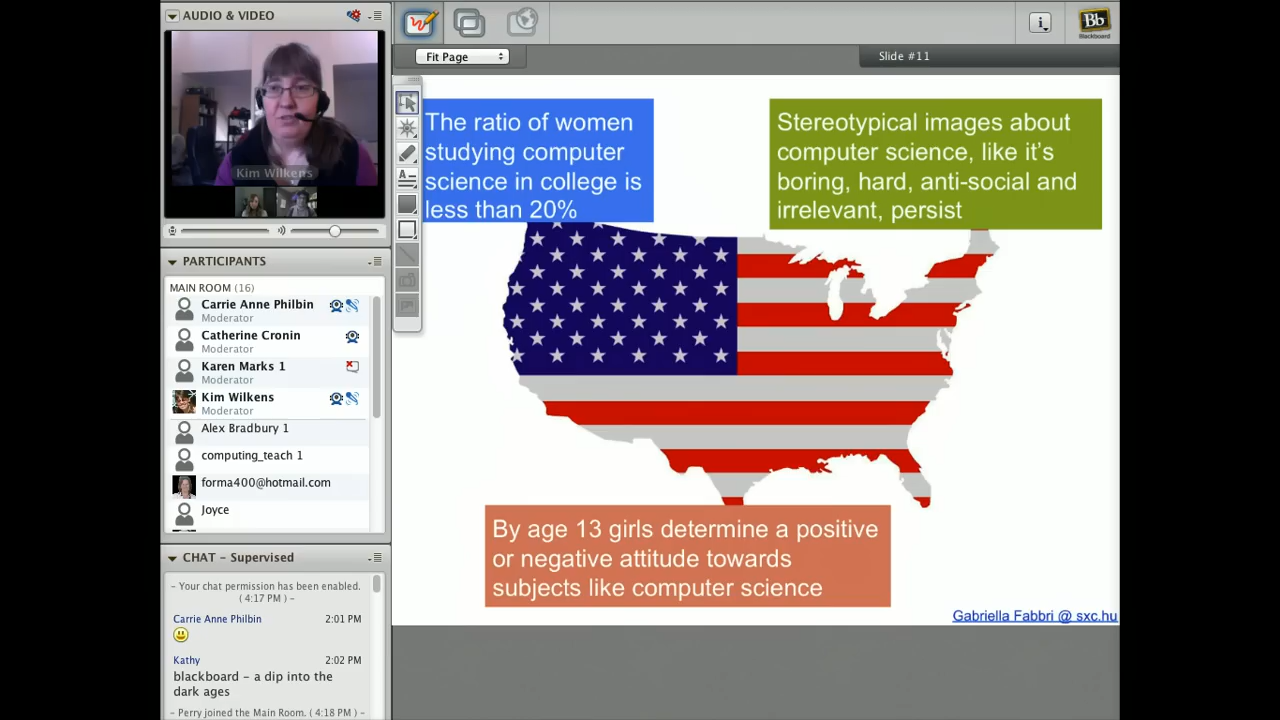 AUDIO & VIDEO
Kim Wilkens
PARTICIPANTS
MAIN ROOM (16)
Carrie Anne Philbin
Moderator
Catherine Cronin
Moderator
Karen Marks 1
Moderator
Kim Wilkens
Moderator
Alex Bradbury 1
computing_teach 1
forma400@hotmail.com
Joyce
CHAT - Supervised
- Your chat permission has been enabled.
( 4:17 PM ) -
Carrie Anne Philbin 2:01 PM
Kathy 2:02 PM
blackboard - a dip into the
dark ages
- Perry joined the Main Room. ( 4:18 PM ) -
Bb
Blackboard
Fit Page
Slide #11
The ratio of women
studying computer
science in college is
less than 20%
Stereotypical images about
computer science, like it's
boring, hard, anti-social and
irrelevant, persist
By age 13 girls determine a positive
or negative attitude towards
subjects like computer science
Gabriella Fabbri @ sxc.hu